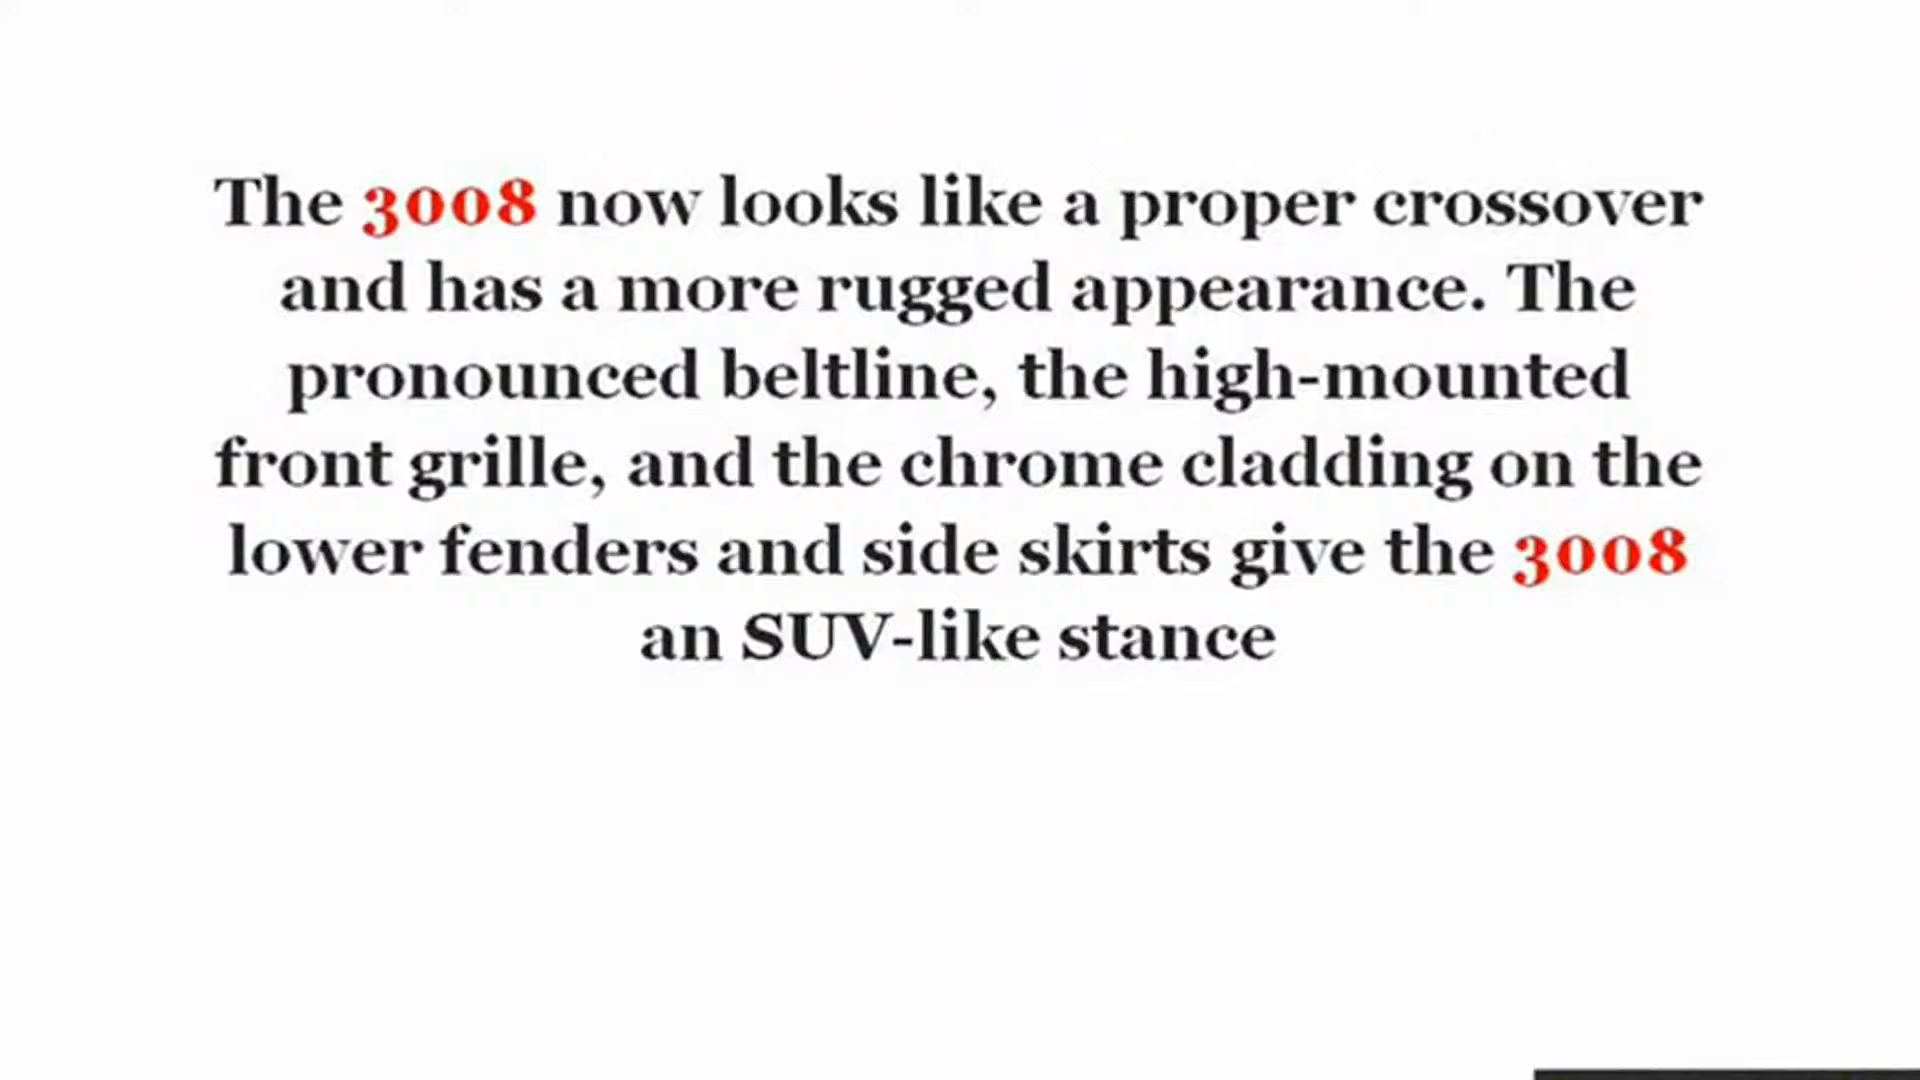 The 3008 now looks like a proper crossover
and has a more rugged appearance. The
pronounced beltline, the high-mounted
front grille, and the chrome cladding on the
lower fenders and side skirts give the 3008
an SUV-like stance